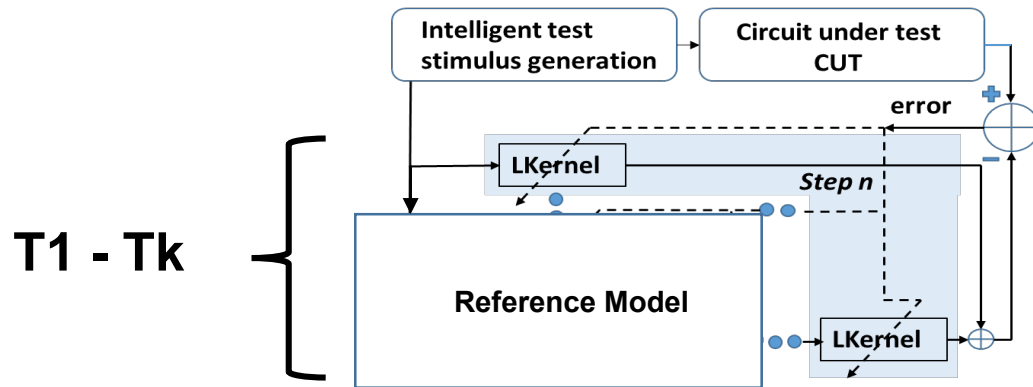 Intelligent test
stimulus generation
Circuit under test
CUT
error
LKernel
Step n
T1 - Tk
Reference Model
LKernel